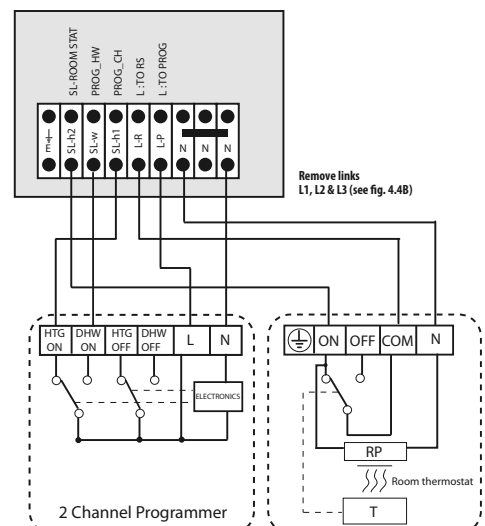 SL-ROOM STAT
PROG_HW
PROG_CH
L :TO RS
L :TO PROG
E
SL-h2
SL-w
SL-h1
L-R
L-P
N
N
N
Remove links
L1, L2 & L3 (see fig. 4.4B)
HTG ON
DHW ON
HTG OFF
DHW OFF
L
N
ELECTRONICS
2 Channel Programmer
ON
OFF
COM
N
RP
Room thermostat
T